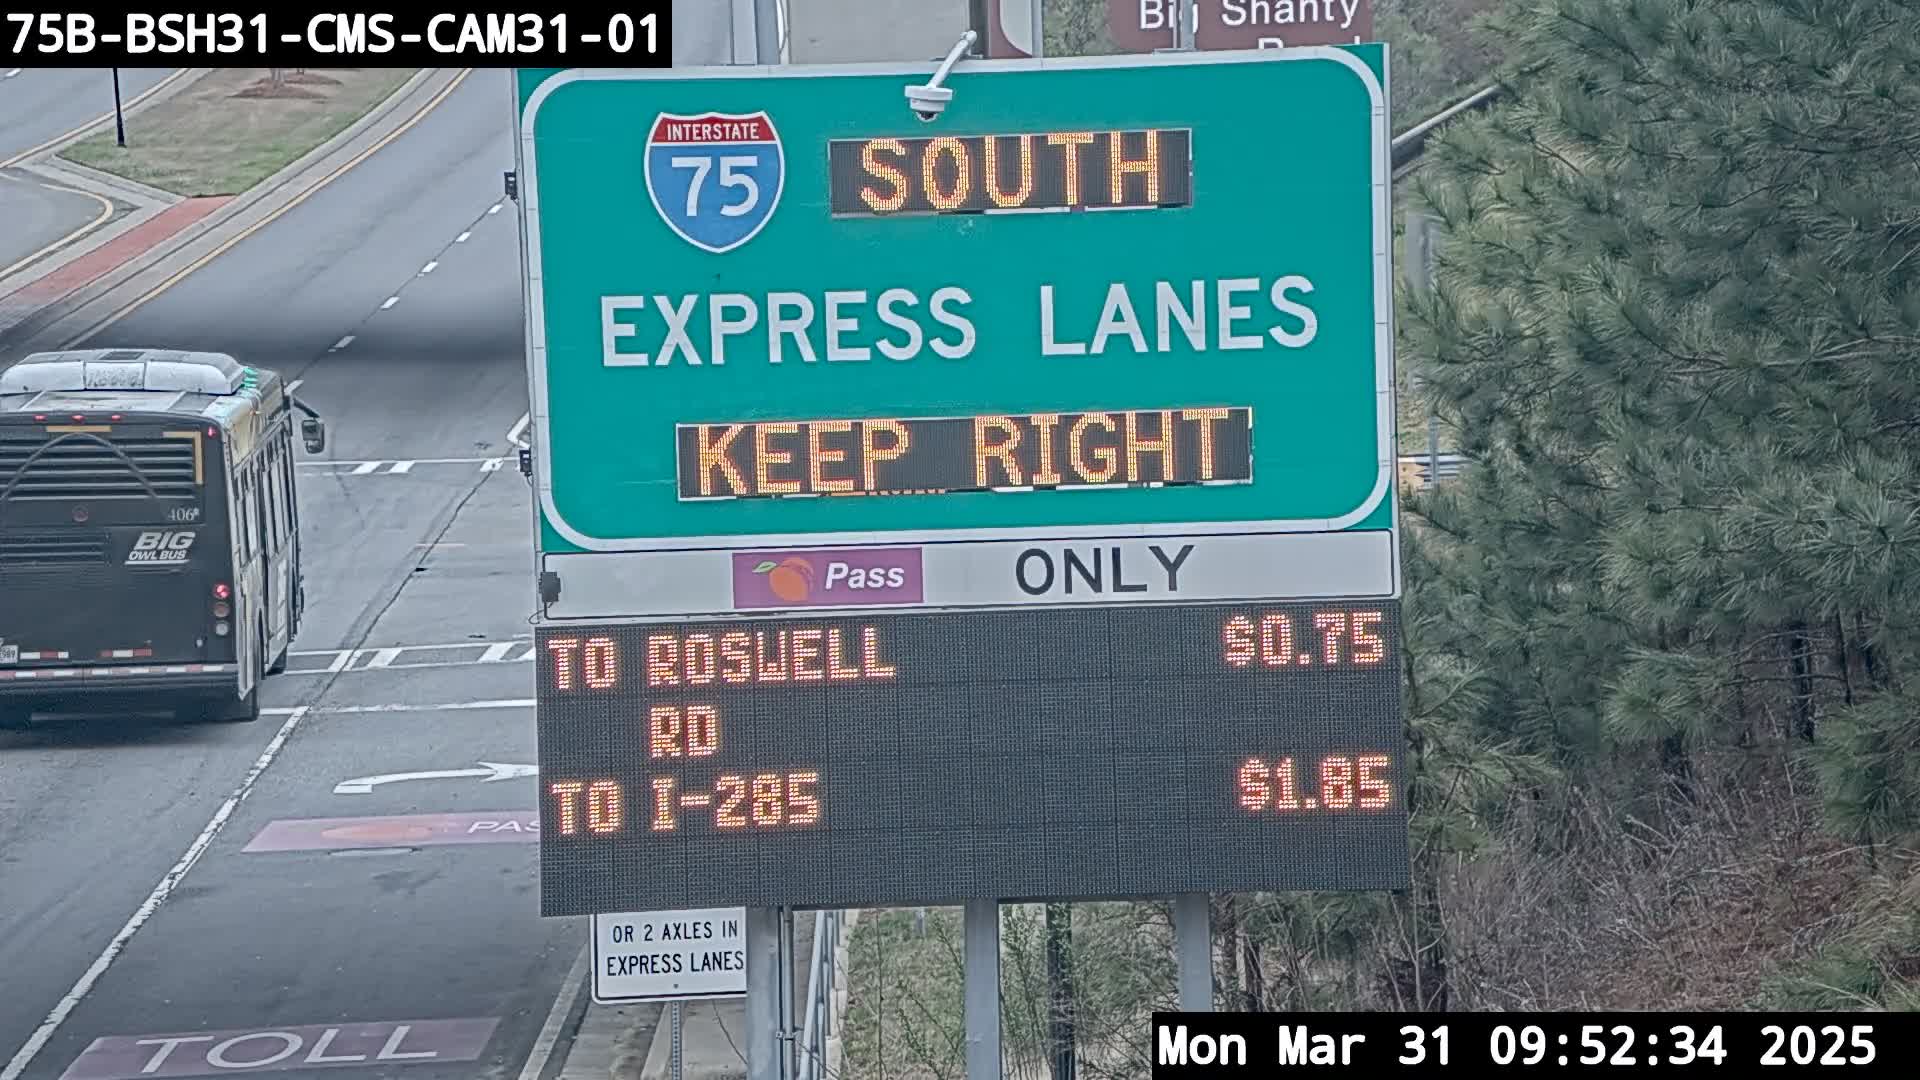 75B-BSH31-CMS-CAM31-01
Big Shanty
INTERSTATE
75
SOUTH
EXPRESS LANES
KEEP RIGHT
Pass ONLY
TO ROSWELL $0.75
RD
TO I-285 $1.85
406
BIG
OWL BUS
TOLL
OR 2 AXLES IN
EXPRESS LANES
Mon Mar 31 09:52:34 2025